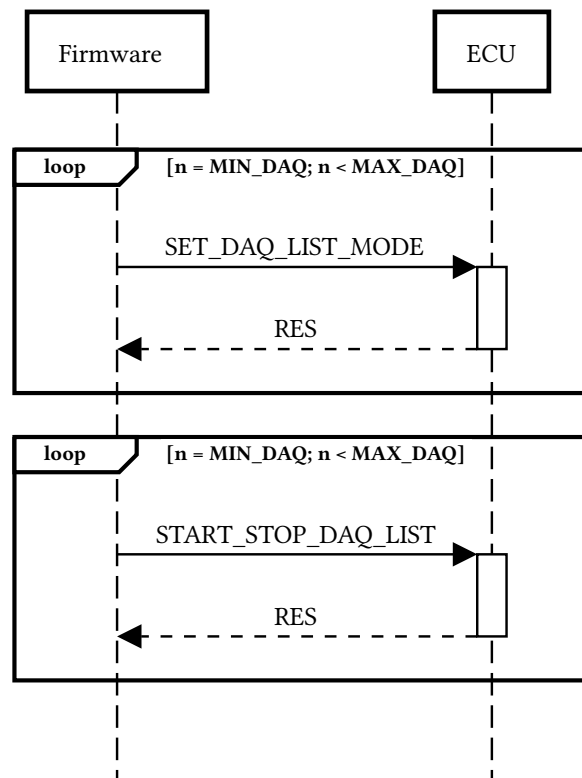 Firmware
ECU
loop
[n = MIN_DAQ; n < MAX_DAQ]
SET_DAQ_LIST_MODE
RES
loop
[n = MIN_DAQ; n < MAX_DAQ]
START_STOP_DAQ_LIST
RES